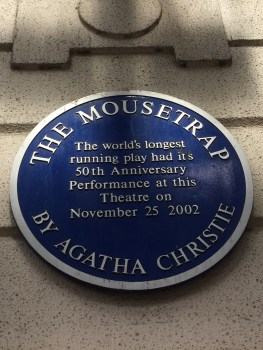 THE MOUSETRAP
The world's longest
running play had its
50th Anniversary
Performance at this
Theatre on
November 25 2002
BY AGATHA CHRISTIE